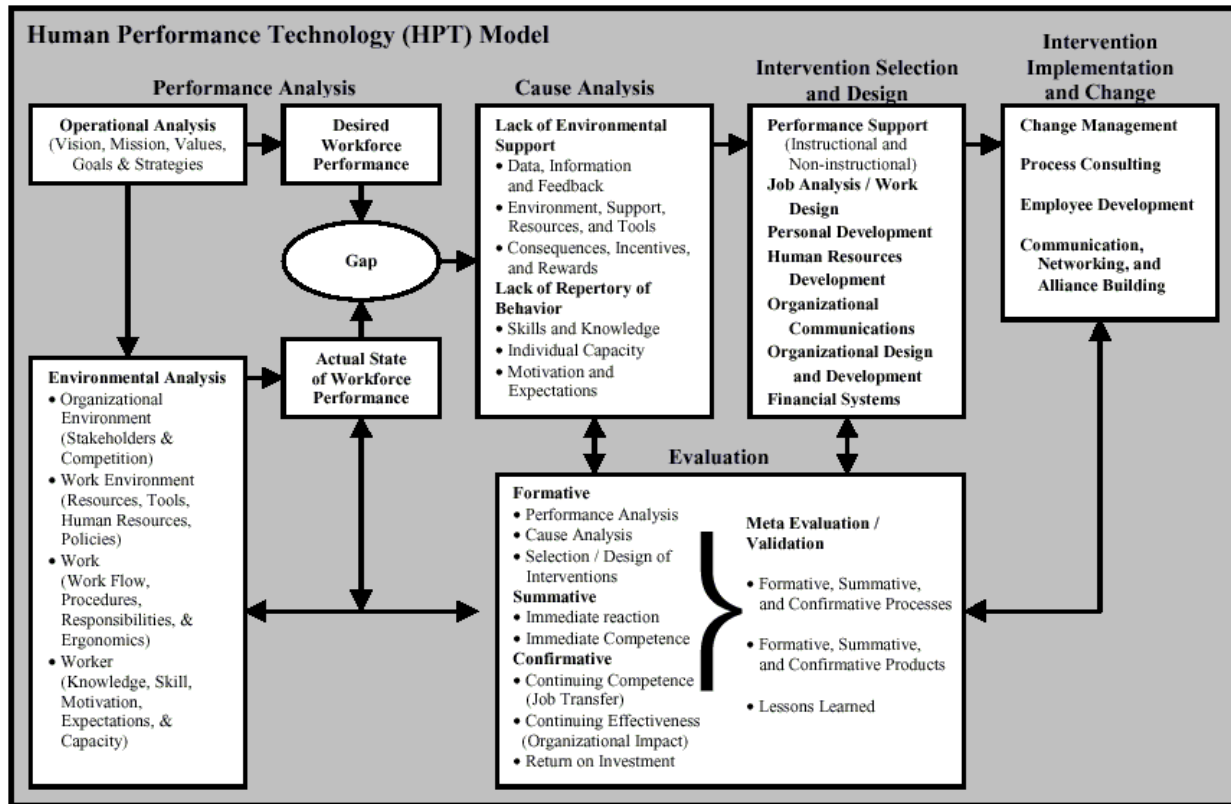 Human Performance Technology (HPT) Model
Performance Analysis
Operational Analysis
(Vision, Mission, Values,
Goals & Strategies
Desired
Workforce
Performance
Gap
Actual State
of Workforce
Performance
Environmental Analysis
• Organizational
Environment
(Stakeholders &
Competition)
• Work Environment
(Resources, Tools,
Human Resources,
Policies)
• Work
(Work Flow,
Procedures,
Responsibilities, &
Ergonomics)
• Worker
(Knowledge, Skill,
Motivation,
Expectations, &
Capacity)
Cause Analysis
Lack of Environmental
Support
• Data, Information
and Feedback
• Environment, Support,
Resources, and Tools
• Consequences, Incentives,
and Rewards
Lack of Repertory of
Behavior
• Skills and Knowledge
• Individual Capacity
• Motivation and
Expectations
Intervention Selection
and Design
Performance Support
(Instructional and
Non-instructional)
Job Analysis / Work
Design
Personal Development
Human Resources
Development
Organizational
Communications
Organizational Design
and Development
Financial Systems
Intervention
Implementation
and Change
Change Management
Process Consulting
Employee Development
Communication,
Networking, and
Alliance Building
Evaluation
Formative
• Performance Analysis
• Cause Analysis
• Selection / Design of
Interventions
Summative
• Immediate reaction
• Immediate Competence
Confirmative
• Continuing Competence
(Job Transfer)
• Continuing Effectiveness
(Organizational Impact)
• Return on Investment
Meta Evaluation /
Validation
• Formative, Summative,
and Confirmative Processes
• Formative, Summative,
and Confirmative Products
• Lessons Learned